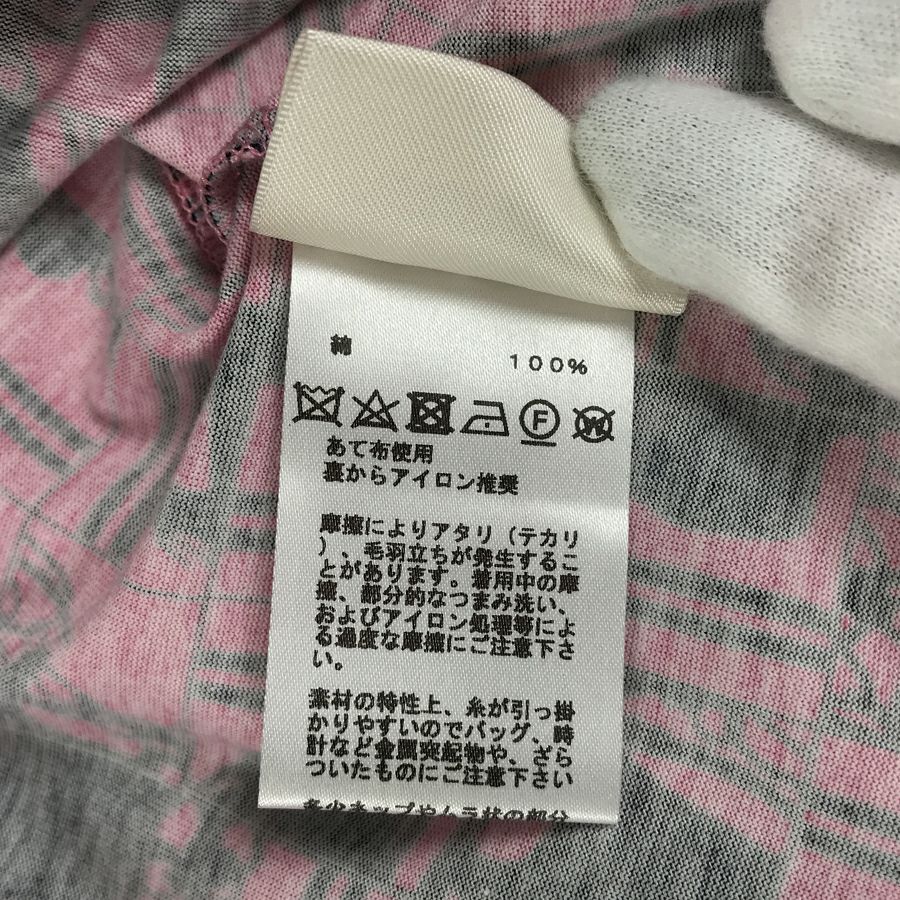 綿 100%
F W
あて布使用
裏からアイロン推奨
摩擦によりアタリ（テカリ
）、毛羽立ちが発生するこ
とがあります。着用中の摩
擦、部分的なつまみ洗い、
およびアイロン処理等によ
る過度な摩擦にご注意下さ
い。
素材の特性上、糸が引っ掛
かりやすいのでバッグ、時
計など金属突起物や、ざら
ついたものにご注意下さい